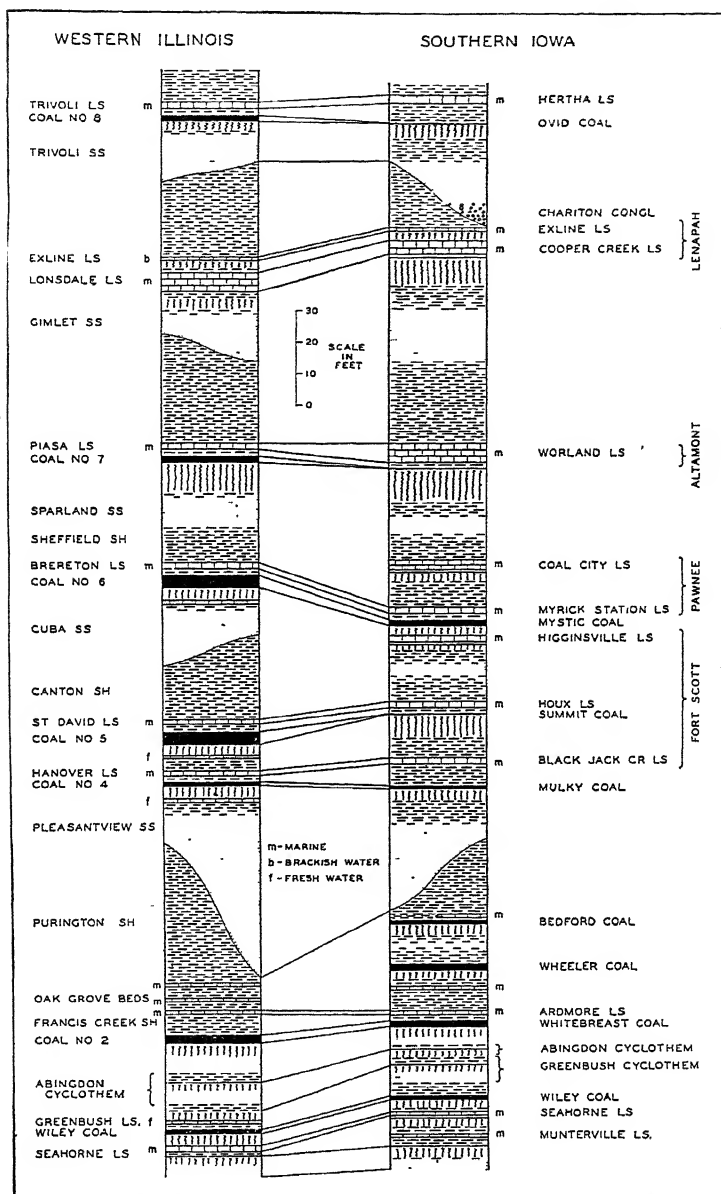 WESTERN ILLINOIS
TRIVOLI LS m
COAL NO 8
TRIVOLI SS
EXLINE LS b
LONSDALE LS m
GIMLET SS
PIASA LS m
COAL NO 7
SPARLAND SS
SHEFFIELD SH
BRERETON LS m
COAL NO 6
CUBA SS
CANTON SH
ST DAVID LS m
COAL NO 5
f
HANOVER LS m
COAL NO 4
f
PLEASANTVIEW SS
PURINGTON SH
m
OAK GROVE BEDS m
m
FRANCIS CREEK SH
COAL NO 2
ABINGDON
CYCLOTHEM
GREENBUSH LS. f
WILEY COAL
SEAHORNE LS m
30
20
10
0
SCALE
IN
FEET
m-MARINE
b-BRACKISH WATER
f-FRESH WATER
SOUTHERN IOWA
m HERTHA LS
OVID COAL
CHARITON CONGL
m EXLINE LS
m COOPER CREEK LS
LENAPAH
m WORLAND LS
ALTAMONT
m COAL CITY LS
m MYRICK STATION LS
PAWNEE
MYSTIC COAL
m HIGGINSVILLE LS
m HOUX LS
SUMMIT COAL
m BLACK JACK CR LS
FORT SCOTT
MULKY COAL
m
BEDFORD COAL
WHEELER COAL
m
m ARDMORE LS
WHITEBREAST COAL
ABINGDON CYCLOTHEM
GREENBUSH CYCLOTHEM
WILEY COAL
m SEAHORNE LS
m MUNTERVILLE LS.